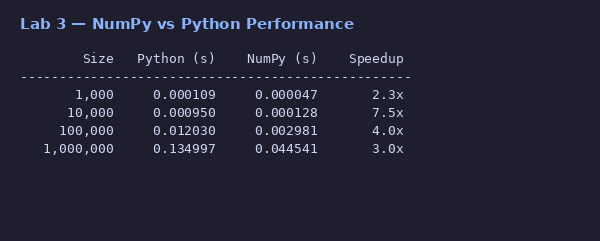 Lab 3 — NumPy vs Python Performance
Size Python (s) NumPy (s) Speedup
--------------------------------------------------
1,000 0.000109 0.000047 2.3x
10,000 0.000950 0.000128 7.5x
100,000 0.012030 0.002981 4.0x
1,000,000 0.134997 0.044541 3.0x